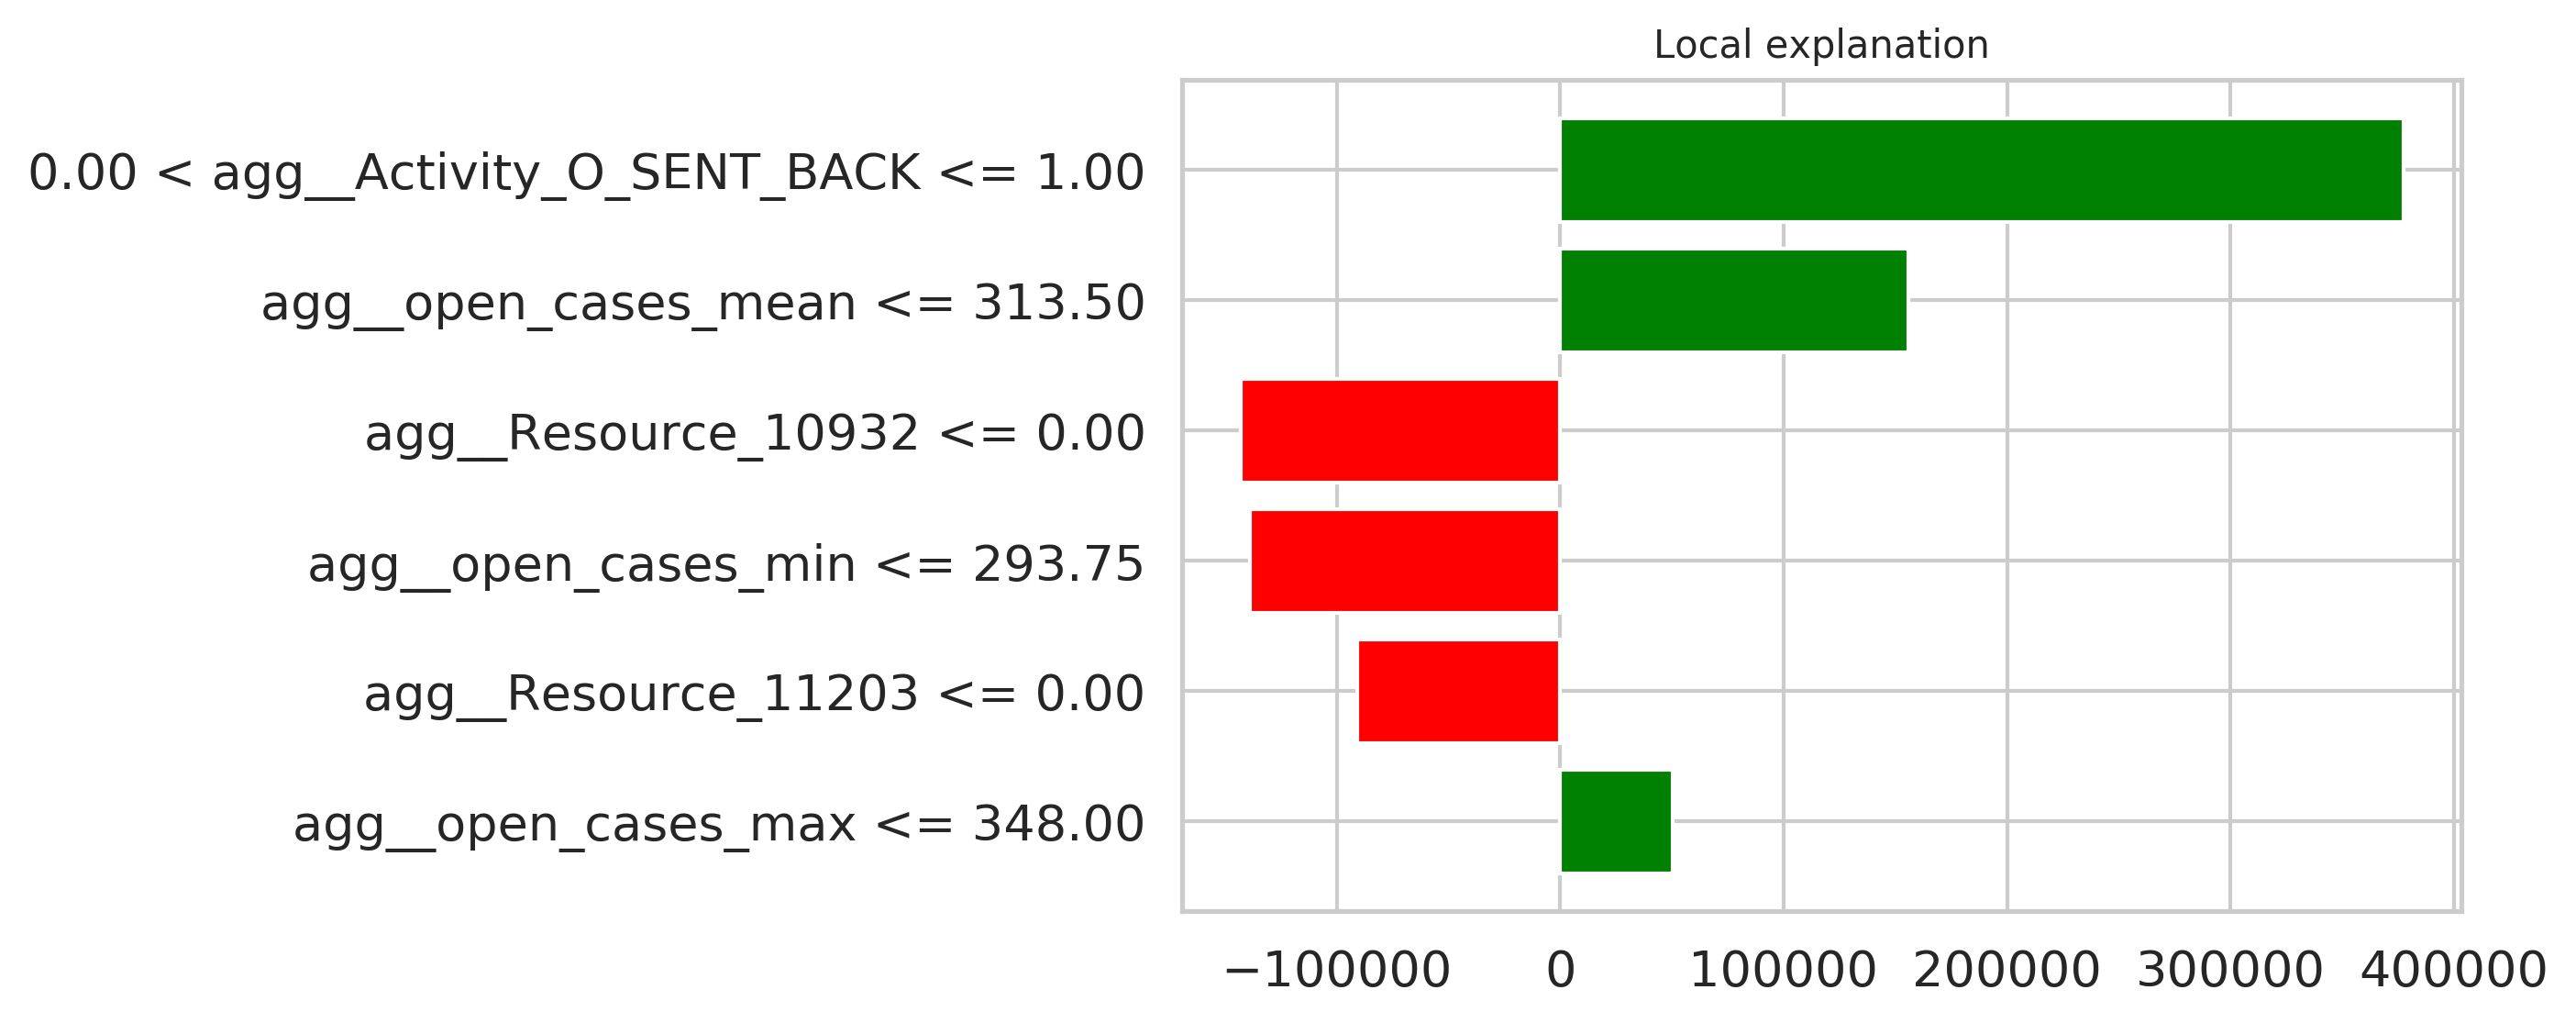 Local explanation
0.00 < agg__Activity_O_SENT_BACK <= 1.00
agg__open_cases_mean <= 313.50
agg__Resource_10932 <= 0.00
agg__open_cases_min <= 293.75
agg__Resource_11203 <= 0.00
agg__open_cases_max <= 348.00
−100000 0 100000 200000 300000 400000